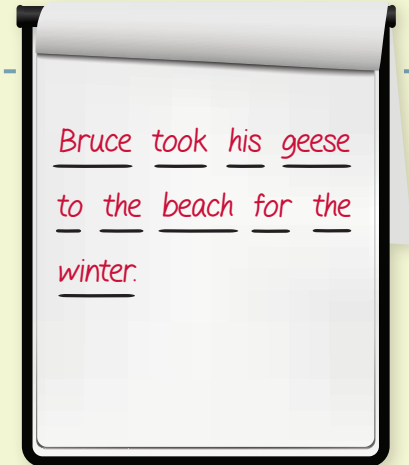 Bruce took his geese
to the beach for the
winter.